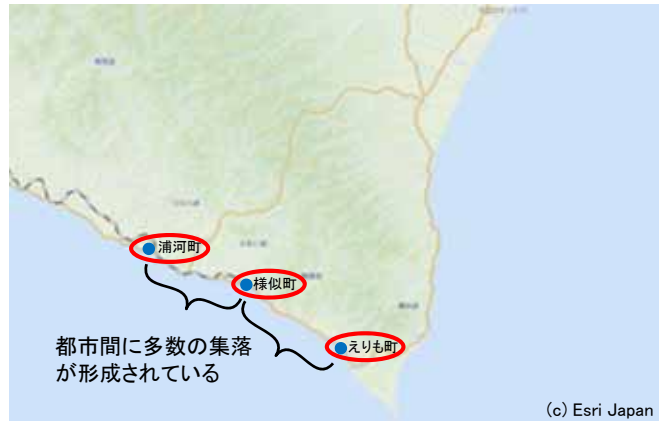 浦河町
様似町
えりも町
都市間に多数の集落
が形成されている
(c) Esri Japan